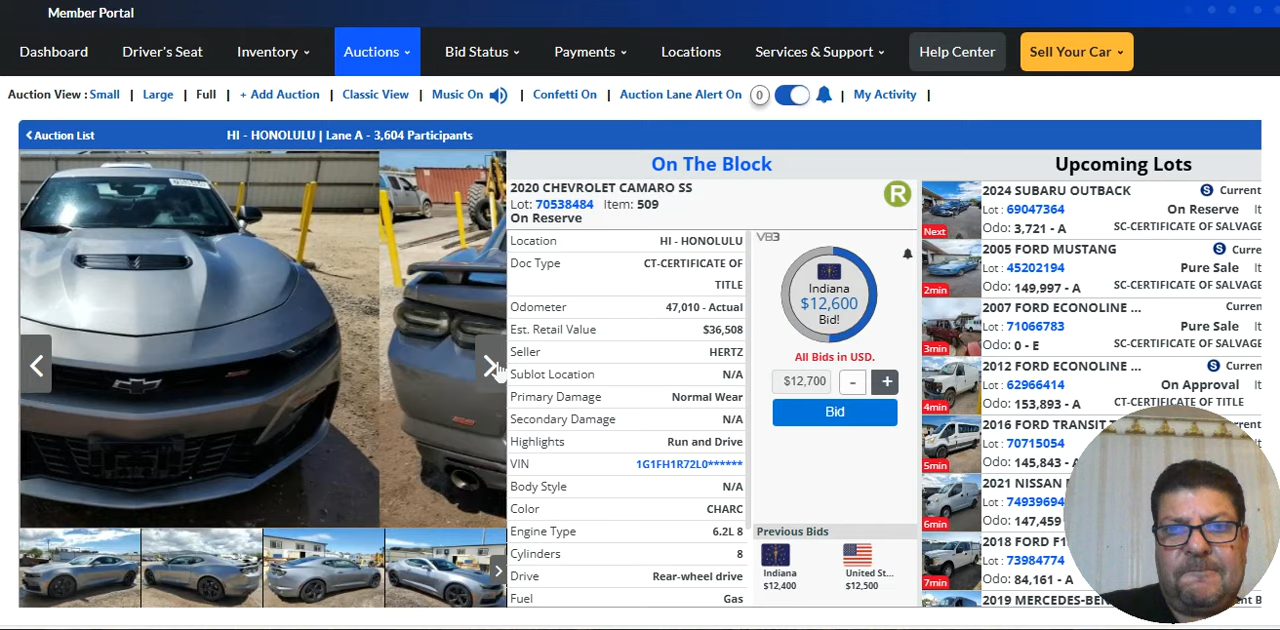 Member Portal
Dashboard Driver's Seat Inventory Auctions Bid Status Payments Locations Services & Support Help Center Sell Your Car
Auction View : Small | Large | Full | + Add Auction | Classic View | Music On | Confetti On | Auction Lane Alert On 0 | My Activity |
Auction List HI - HONOLULU | Lane A - 3,604 Participants
On The Block
2020 CHEVROLET CAMARO SS
Lot: 70538484 Item: 509
On Reserve
R
Location HI - HONOLULU
Doc Type CT-CERTIFICATE OF
TITLE
Odometer 47,010 - Actual
Est. Retail Value $36,508
Seller HERTZ
Sublot Location N/A
Primary Damage Normal Wear
Secondary Damage N/A
Highlights Run and Drive
VIN 1G1FH1R72L0******
Body Style N/A
Color CHARC
Engine Type 6.2L 8
Cylinders 8
Drive Rear-wheel drive
Fuel Gas
VB3
Indiana
$12,600
Bid!
All Bids in USD.
$12,700 - +
Bid
Previous Bids
Indiana
$12,400
United St...
$12,500
Upcoming Lots
2024 SUBARU OUTBACK S Current
Lot : 69047364 On Reserve It
Odo: 3,721 - A SC-CERTIFICATE OF SALVAGE
Next
2005 FORD MUSTANG S Curre
Lot : 45202194 Pure Sale It
Odo: 149,997 - A SC-CERTIFICATE OF SALVAGE
2min
2007 FORD ECONOLINE ... Curren
Lot : 71066783 Pure Sale It
Odo: 0 - E SC-CERTIFICATE OF SALVAGE
3min
2012 FORD ECONOLINE ... S Curren
Lot : 62966414 On Approval It
Odo: 153,893 - A CT-CERTIFICATE OF TITLE
4min
2016 FORD TRANSIT T rent
Lot : 70715054
Odo: 145,843 - A
5min
2021 NISSAN
Lot : 74939694
Odo: 147,459
6min
2018 FORD F1
Lot : 73984774
Odo: 84,161 - A
7min
2019 MERCEDES-BEN nt B